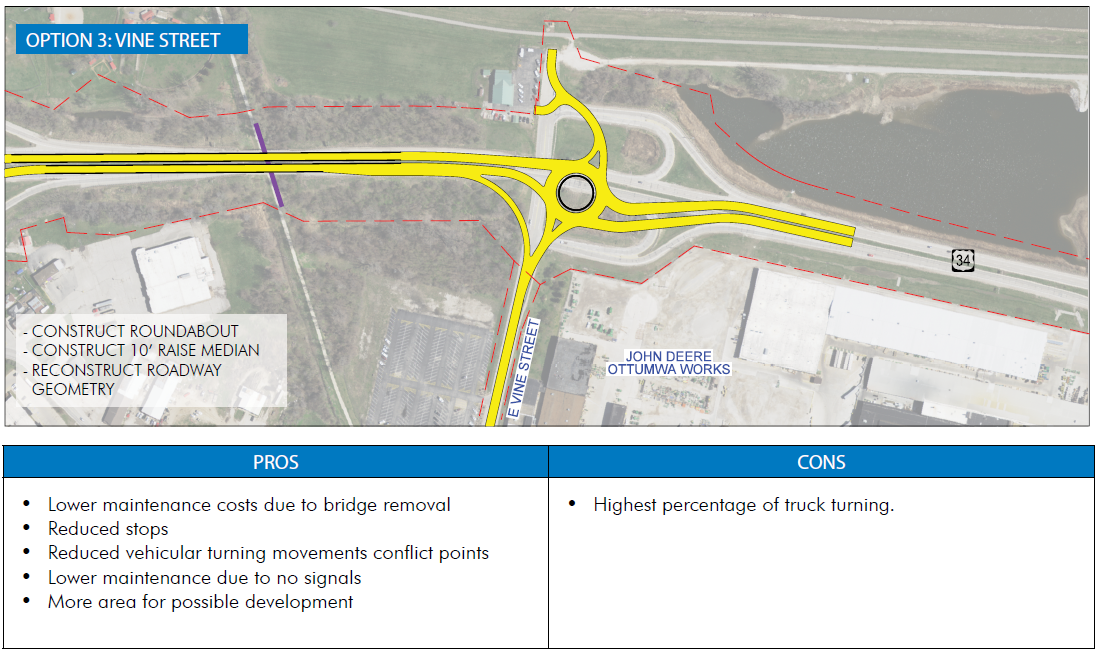 OPTION 3: VINE STREET
34
- CONSTRUCT ROUNDABOUT
- CONSTRUCT 10' RAISE MEDIAN
- RECONSTRUCT ROADWAY
GEOMETRY
E VINE STREET
JOHN DEERE
OTTUMWA WORKS
PROS
• Lower maintenance costs due to bridge removal
• Reduced stops
• Reduced vehicular turning movements conflict points
• Lower maintenance due to no signals
• More area for possible development
CONS
• Highest percentage of truck turning.